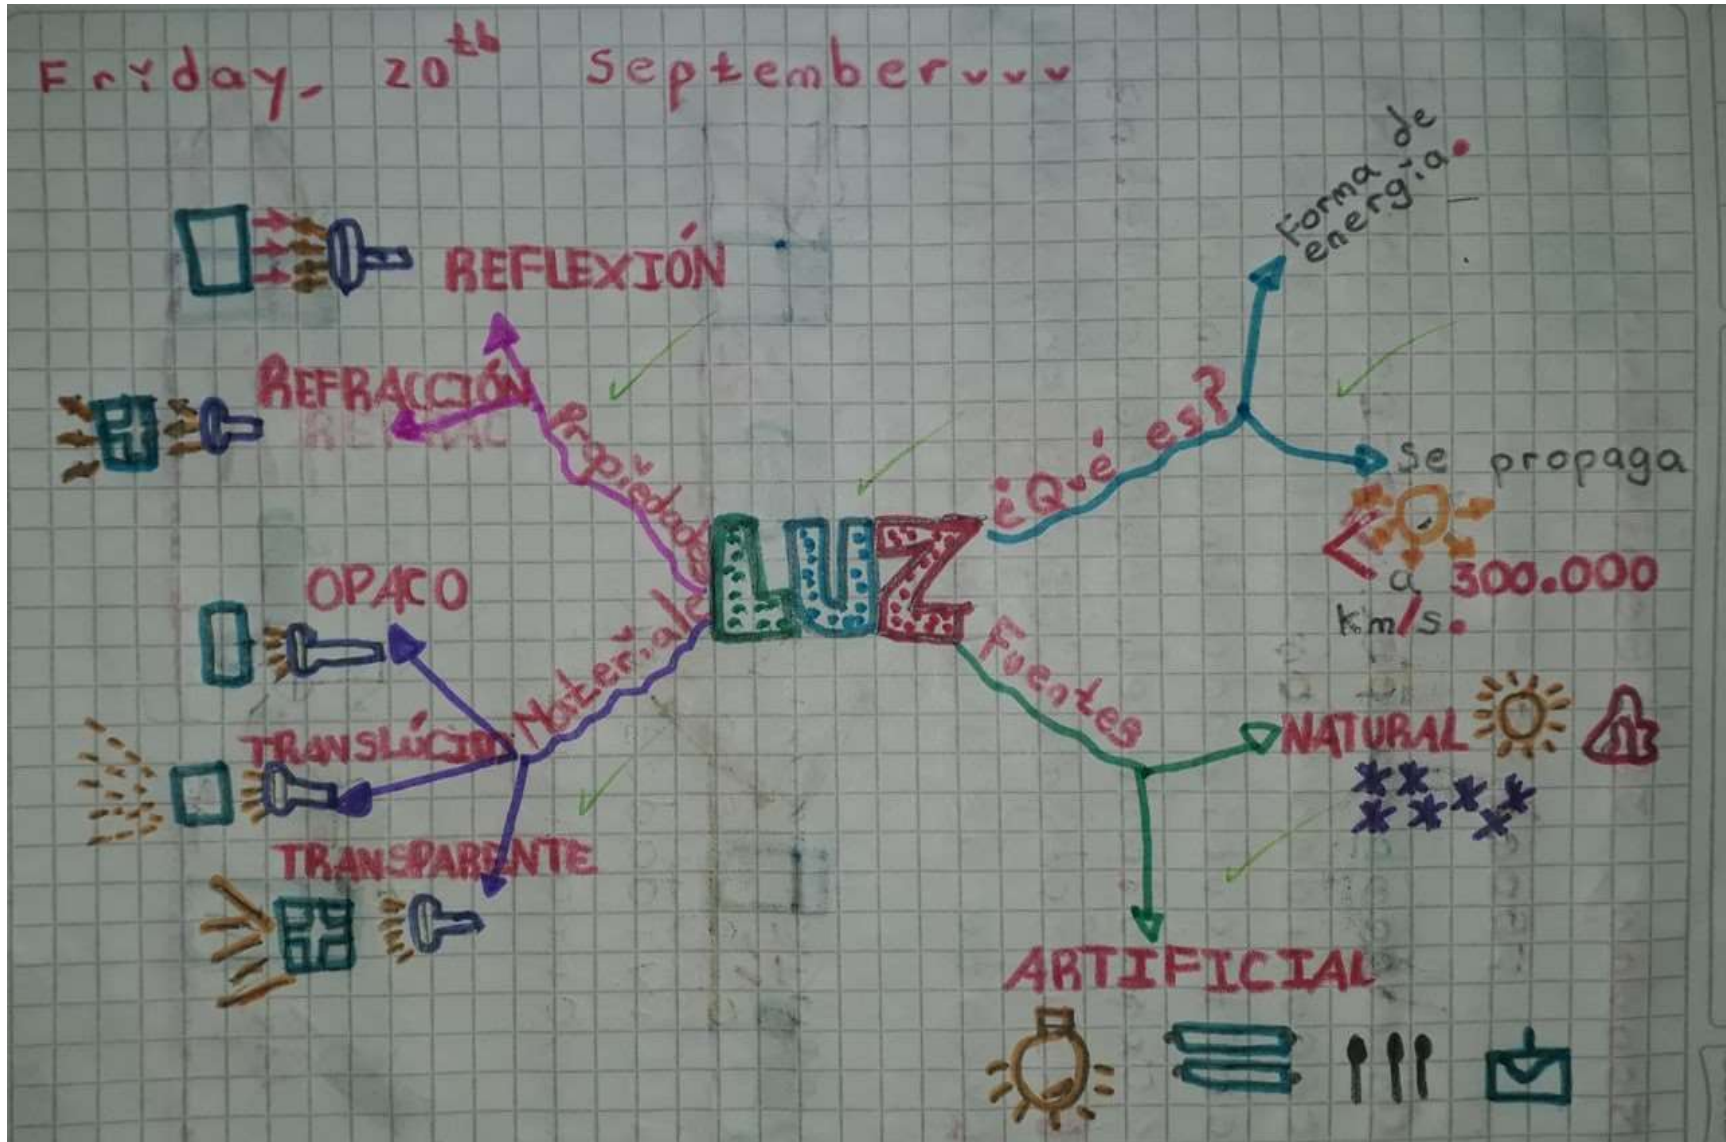 Friday, 20th September
REFLEXIÓN
REFRACCIÓN
REFRAC
Propiedades
LUZ
¿Qué es?
Forma de
energía.
Se propaga
a 300.000
km/s.
OPACO
Materiales
TRANSLÚCIDO
TRANSPARENTE
Fuentes
NATURAL
ARTIFICIAL